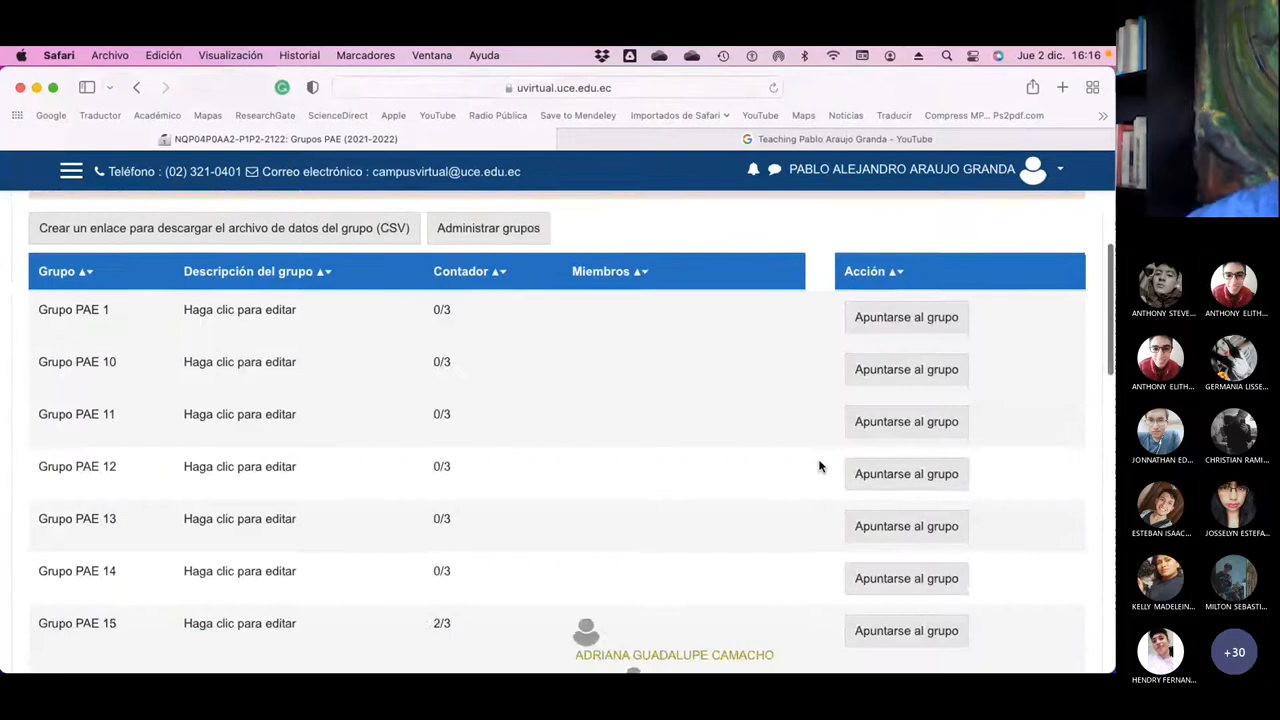 Safari Archivo Edición Visualización Historial Marcadores Ventana Ayuda Jue 2 dic. 16:16
uvirtual.uce.edu.ec
Google Traductor Académico Mapas ResearchGate ScienceDirect Apple YouTube Radio Pública Save to Mendeley Importados de Safari YouTube Maps Noticias Traducir Compress MP... Ps2pdf.com
NQP04P0AA2-P1P2-2122: Grupos PAE (2021-2022) Teaching Pablo Araujo Granda - YouTube
Teléfono : (02) 321-0401 Correo electrónico : campusvirtual@uce.edu.ec PABLO ALEJANDRO ARAUJO GRANDA
Crear un enlace para descargar el archivo de datos del grupo (CSV) Administrar grupos
Grupo Descripción del grupo Contador Miembros Acción
Grupo PAE 1 Haga clic para editar 0/3 Apuntarse al grupo
Grupo PAE 10 Haga clic para editar 0/3 Apuntarse al grupo
Grupo PAE 11 Haga clic para editar 0/3 Apuntarse al grupo
Grupo PAE 12 Haga clic para editar 0/3 Apuntarse al grupo
Grupo PAE 13 Haga clic para editar 0/3 Apuntarse al grupo
Grupo PAE 14 Haga clic para editar 0/3 Apuntarse al grupo
Grupo PAE 15 Haga clic para editar 2/3 Apuntarse al grupo
ADRIANA GUADALUPE CAMACHO
ANTHONY STEVE... ANTHONY ELITH...
ANTHONY ELITH... GERMANIA LISSE...
JONNATHAN ED... CHRISTIAN RAMI...
ESTEBAN ISAAC... JOSSELYN ESTEFA...
KELLY MADELEIN... MILTON SEBASTI...
HENDRY FERNAN... +30